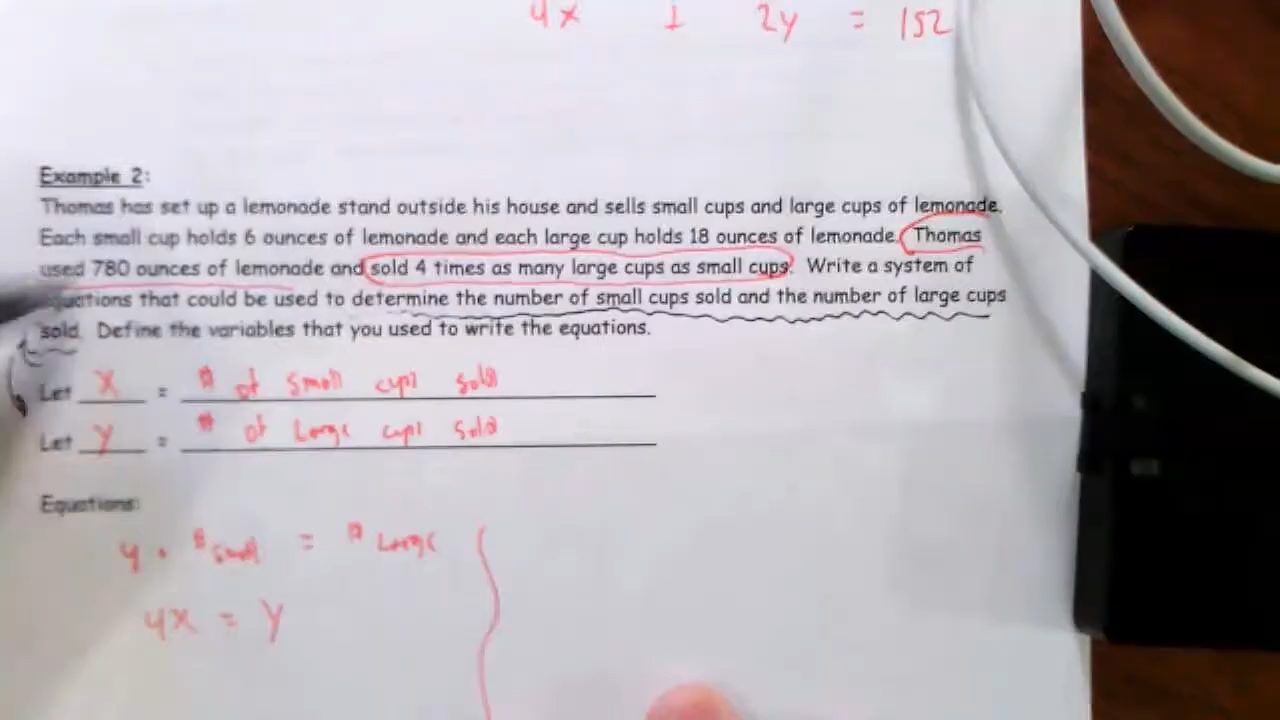 4x + 2y = 152
Example 2:
Thomas has set up a lemonade stand outside his house and sells small cups and large cups of lemonade.
Each small cup holds 6 ounces of lemonade and each large cup holds 18 ounces of lemonade. Thomas
used 780 ounces of lemonade and sold 4 times as many large cups as small cups. Write a system of
equations that could be used to determine the number of small cups sold and the number of large cups
sold. Define the variables that you used to write the equations.
Let x = # of small cups sold
Let y = # of Large cups sold
Equations:
4 · # small = # Large
4x = y